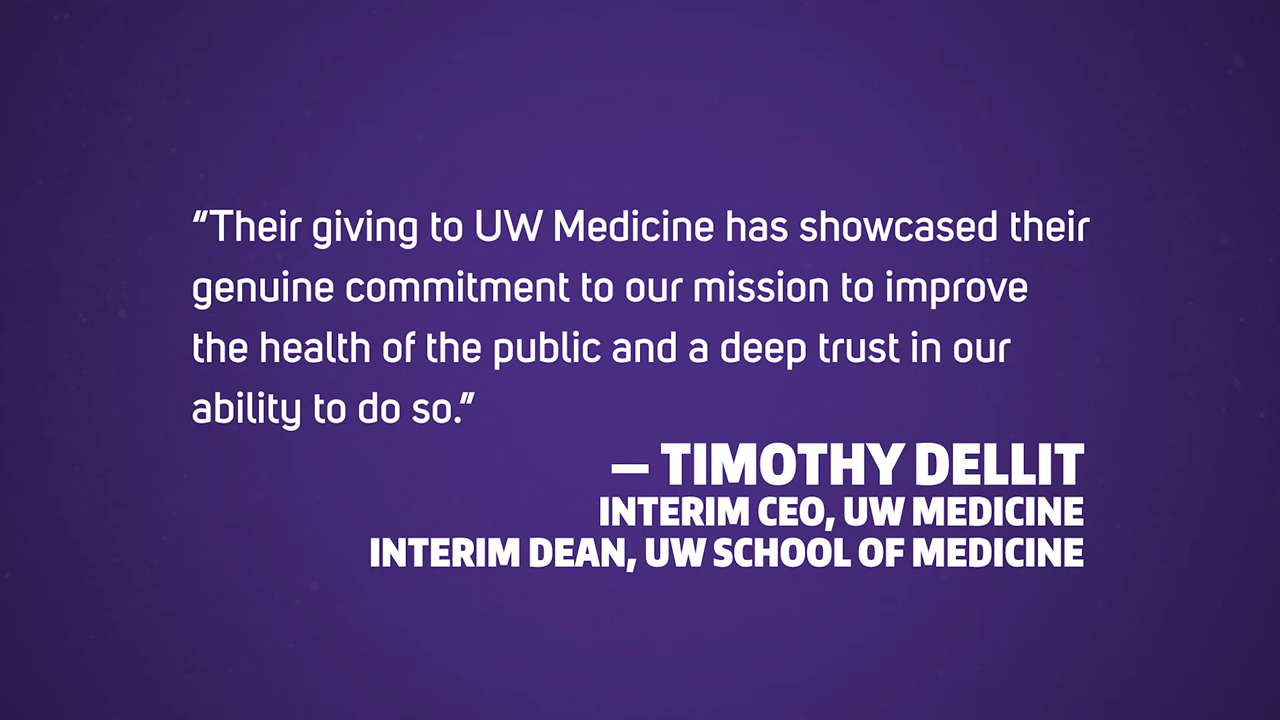 “Their giving to UW Medicine has showcased their
genuine commitment to our mission to improve
the health of the public and a deep trust in our
ability to do so.”
— TIMOTHY DELLIT
INTERIM CEO, UW MEDICINE
INTERIM DEAN, UW SCHOOL OF MEDICINE